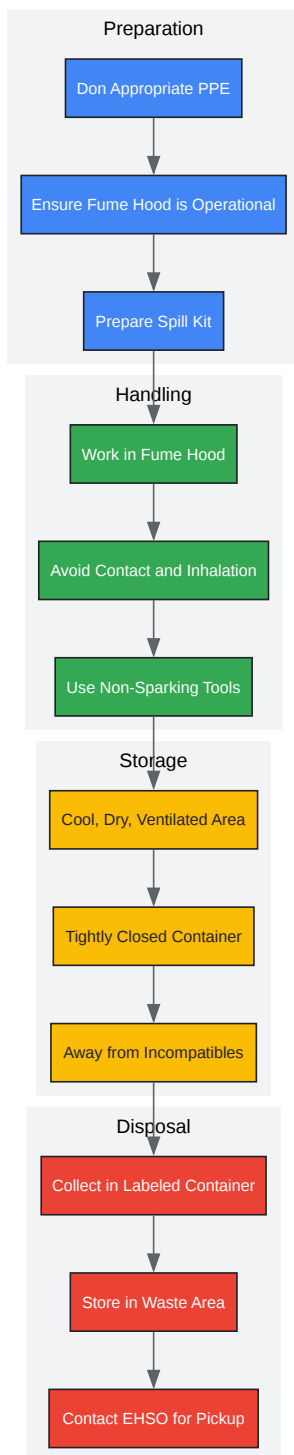 Preparation
Don Appropriate PPE
Ensure Fume Hood is Operational
Prepare Spill Kit
Handling
Work in Fume Hood
Avoid Contact and Inhalation
Use Non-Sparking Tools
Storage
Cool, Dry, Ventilated Area
Tightly Closed Container
Away from Incompatibles
Disposal
Collect in Labeled Container
Store in Waste Area
Contact EHSO for Pickup